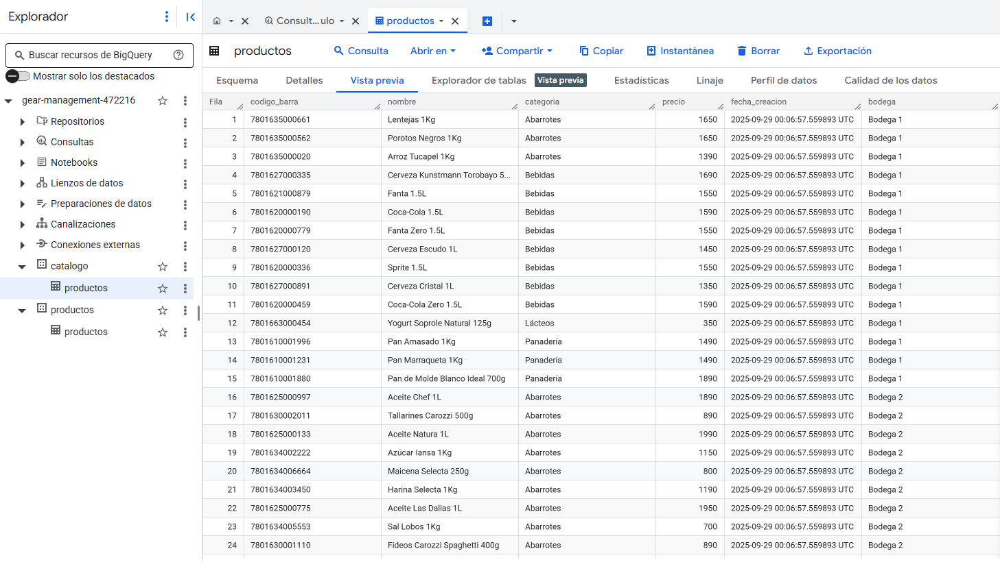 Explorador
Consult...ulo
productos
Buscar recursos de BigQuery
productos
Consulta
Abrir en
Compartir
Copiar
Instantánea
Borrar
Exportación
Mostrar solo los destacados
Esquema
Detalles
Vista previa
Explorador de tablas
Vista previa
Estadísticas
Linaje
Perfil de datos
Calidad de los datos
gear-management-472216
Repositorios
Consultas
Notebooks
Lienzos de datos
Preparaciones de datos
Canalizaciones
Conexiones externas
catalogo
productos
productos
productos
Fila codigo_barra nombre categoria precio fecha_creacion bodega
1 7801635000661 Lentejas 1Kg Abarrotes 1650 2025-09-29 00:06:57.559893 UTC Bodega 1
2 7801635000562 Porotos Negros 1Kg Abarrotes 1650 2025-09-29 00:06:57.559893 UTC Bodega 1
3 7801635000020 Arroz Tucapel 1Kg Abarrotes 1390 2025-09-29 00:06:57.559893 UTC Bodega 1
4 7801627000335 Cerveza Kunstmann Torobayo 5... Bebidas 1690 2025-09-29 00:06:57.559893 UTC Bodega 1
5 7801621000879 Fanta 1.5L Bebidas 1550 2025-09-29 00:06:57.559893 UTC Bodega 1
6 7801620000190 Coca-Cola 1.5L Bebidas 1590 2025-09-29 00:06:57.559893 UTC Bodega 1
7 7801620000779 Fanta Zero 1.5L Bebidas 1550 2025-09-29 00:06:57.559893 UTC Bodega 1
8 7801627000120 Cerveza Escudo 1L Bebidas 1450 2025-09-29 00:06:57.559893 UTC Bodega 1
9 7801620000336 Sprite 1.5L Bebidas 1550 2025-09-29 00:06:57.559893 UTC Bodega 1
10 7801627000891 Cerveza Cristal 1L Bebidas 1350 2025-09-29 00:06:57.559893 UTC Bodega 1
11 7801620000459 Coca-Cola Zero 1.5L Bebidas 1590 2025-09-29 00:06:57.559893 UTC Bodega 1
12 7801663000454 Yogurt Soprole Natural 125g Lácteos 350 2025-09-29 00:06:57.559893 UTC Bodega 1
13 7801610001996 Pan Amasado 1Kg Panadería 1490 2025-09-29 00:06:57.559893 UTC Bodega 1
14 7801610001231 Pan Marraqueta 1Kg Panadería 1490 2025-09-29 00:06:57.559893 UTC Bodega 1
15 7801610001880 Pan de Molde Blanco Ideal 700g Panadería 1890 2025-09-29 00:06:57.559893 UTC Bodega 1
16 7801625000997 Aceite Chef 1L Abarrotes 1890 2025-09-29 00:06:57.559893 UTC Bodega 2
17 7801630002011 Tallarines Carozzi 500g Abarrotes 890 2025-09-29 00:06:57.559893 UTC Bodega 2
18 7801625000133 Aceite Natura 1L Abarrotes 1990 2025-09-29 00:06:57.559893 UTC Bodega 2
19 7801634002222 Azúcar Iansa 1Kg Abarrotes 1150 2025-09-29 00:06:57.559893 UTC Bodega 2
20 7801634006664 Maicena Selecta 250g Abarrotes 800 2025-09-29 00:06:57.559893 UTC Bodega 2
21 7801634003450 Harina Selecta 1Kg Abarrotes 1190 2025-09-29 00:06:57.559893 UTC Bodega 2
22 7801625000775 Aceite Las Dalias 1L Abarrotes 1950 2025-09-29 00:06:57.559893 UTC Bodega 2
23 7801634005553 Sal Lobos 1Kg Abarrotes 700 2025-09-29 00:06:57.559893 UTC Bodega 2
24 7801630001110 Fideos Carozzi Spaghetti 400g Abarrotes 890 2025-09-29 00:06:57.559893 UTC Bodega 2